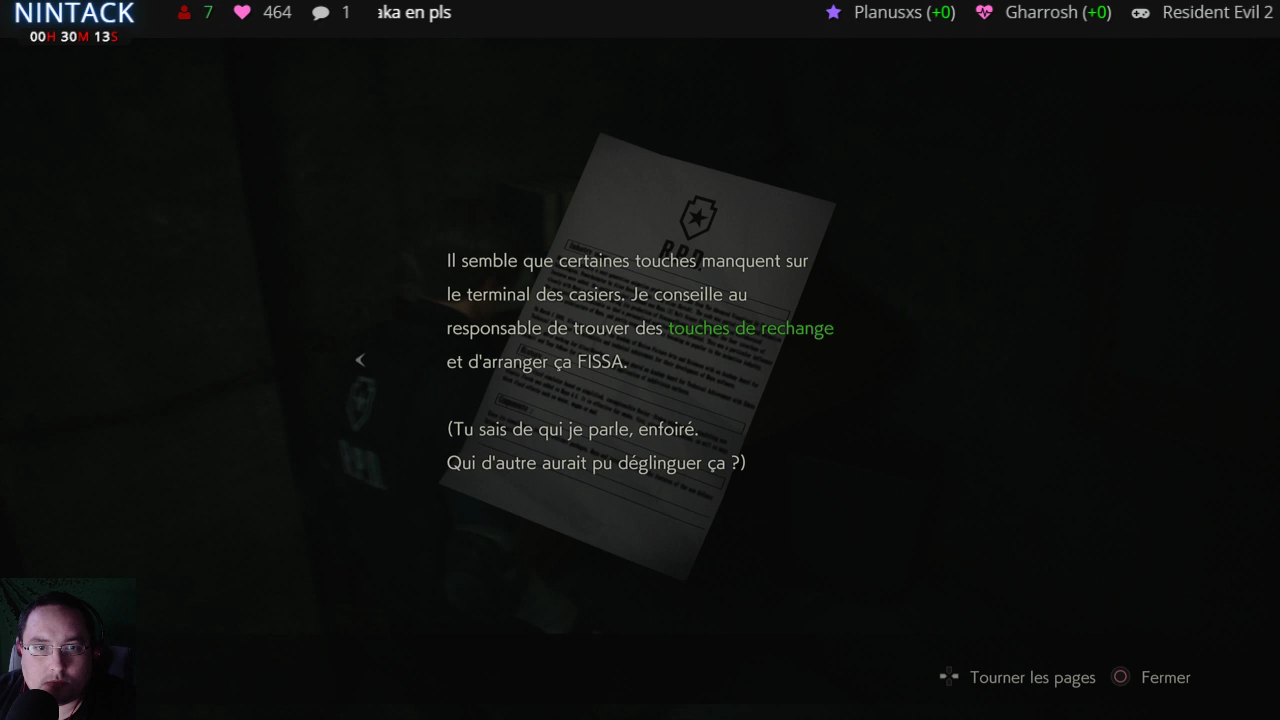 NINTACK
00H 30M 13S
7 464 1 aka en pls
Planusxs (+0) Gharrosh (+0) Resident Evil 2
R.P.D.
Il semble que certaines touches manquent sur
le terminal des casiers. Je conseille au
responsable de trouver des touches de rechange
et d'arranger ça FISSA.
(Tu sais de qui je parle, enfoiré.
Qui d'autre aurait pu déglinguer ça ?)
Tourner les pages Fermer